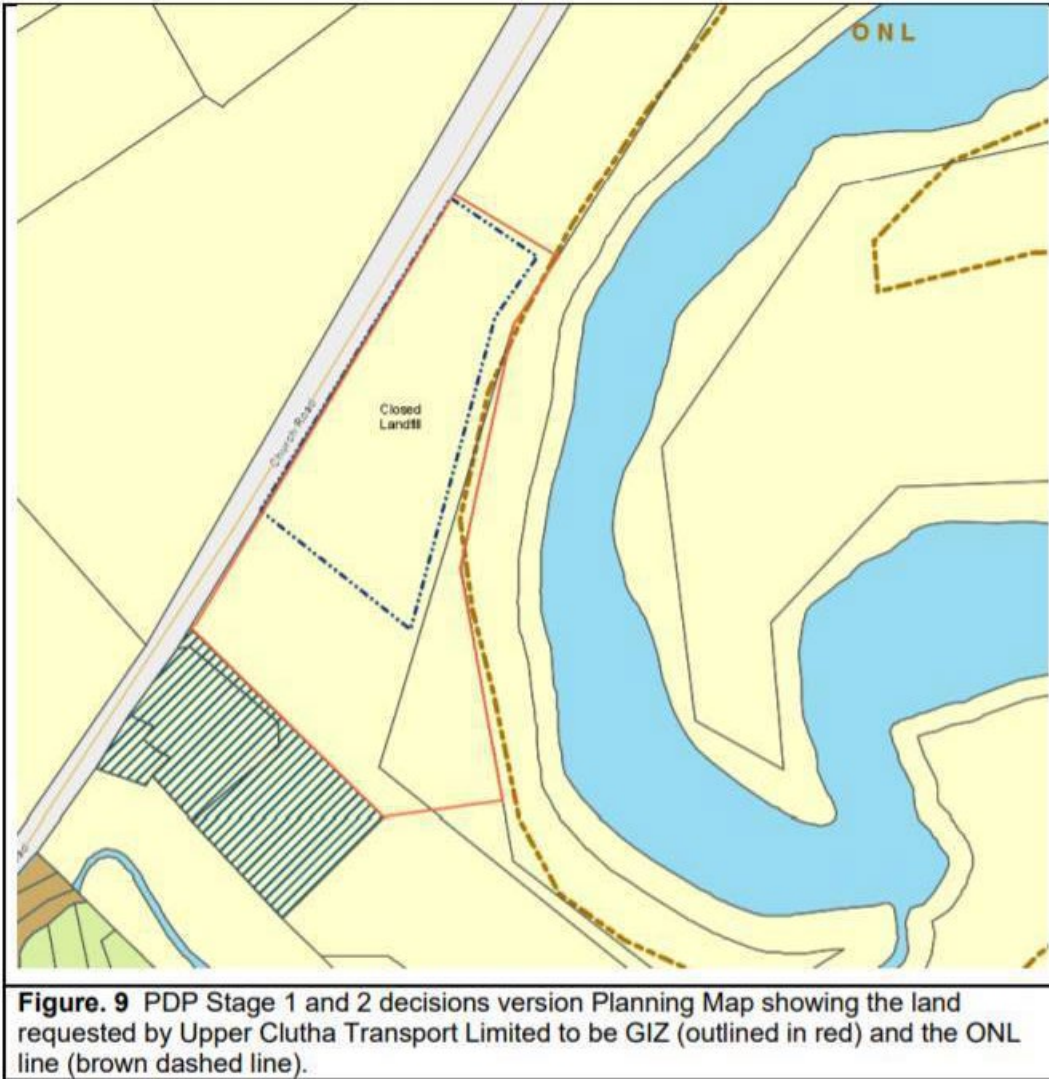 ONL
Closed
Landfill
Church Road
Figure. 9 PDP Stage 1 and 2 decisions version Planning Map showing the land
requested by Upper Clutha Transport Limited to be GIZ (outlined in red) and the ONL
line (brown dashed line).